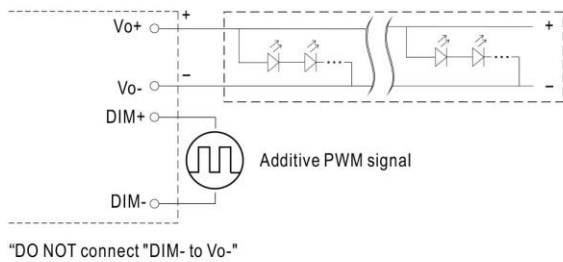 Vo+
+
+
−
Vo-
−
DIM+
Additive PWM signal
DIM-
"DO NOT connect "DIM- to Vo-"